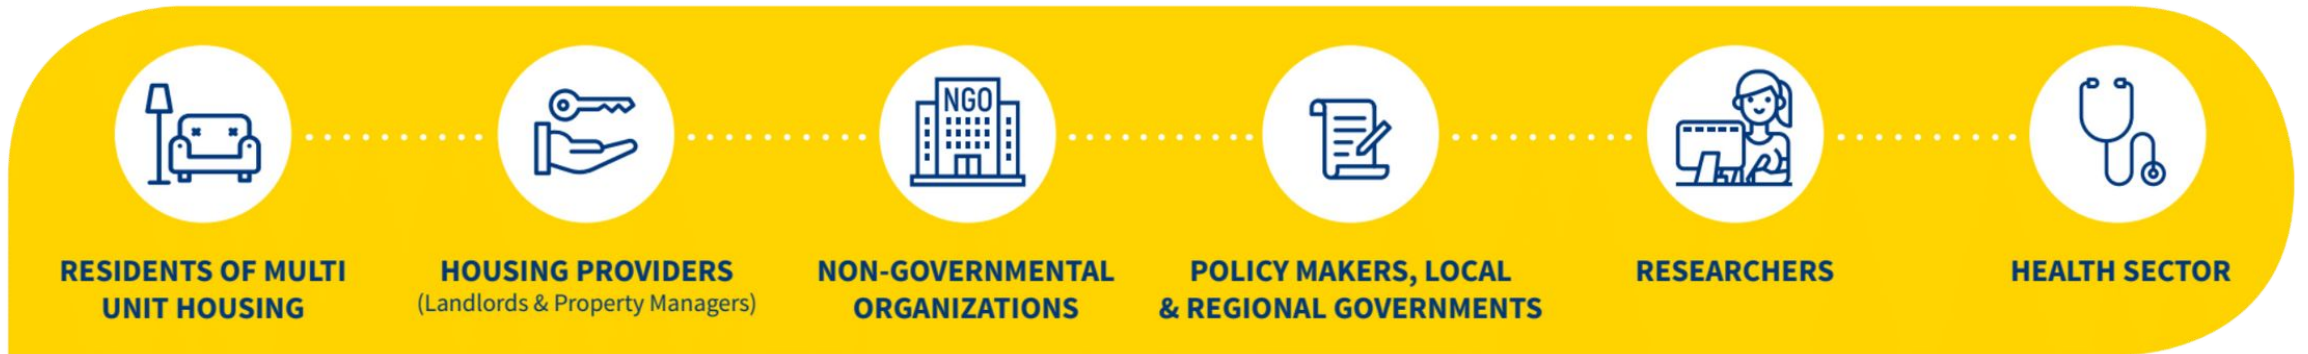 NGO
RESIDENTS OF MULTI
UNIT HOUSING
HOUSING PROVIDERS
(Landlords & Property Managers)
NON-GOVERNMENTAL
ORGANIZATIONS
POLICY MAKERS, LOCAL
& REGIONAL GOVERNMENTS
RESEARCHERS
HEALTH SECTOR